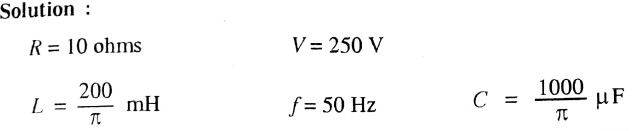 Solution :
R = 10 ohms V = 250 V
L = 200/π mH f = 50 Hz C = 1000/π μF